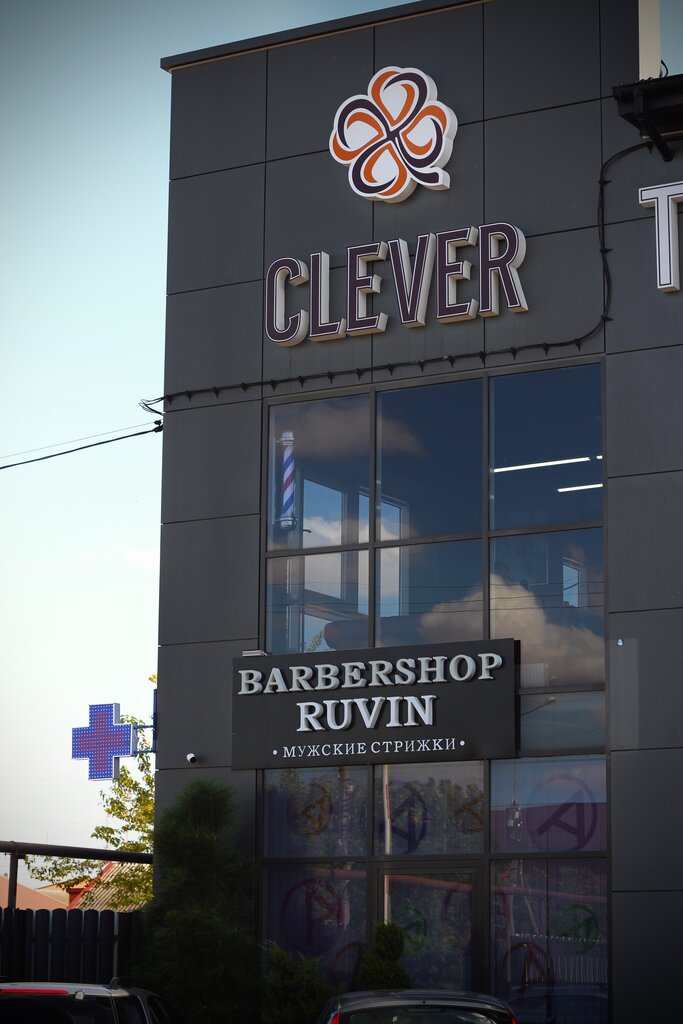 CLEVER
T
BARBERSHOP
RUVIN
• МУЖСКИЕ СТРИЖКИ •